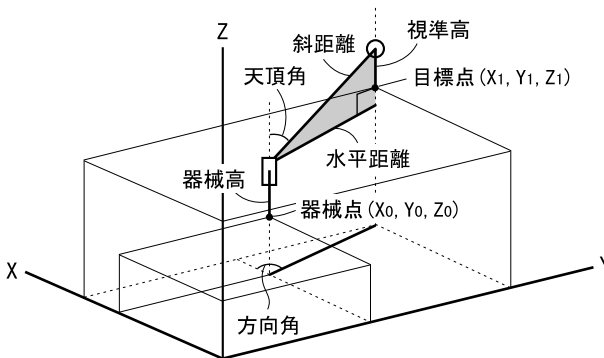 Z
斜距離
視準高
天頂角
目標点(X1, Y1, Z1)
水平距離
器械高
器械点(X0, Y0, Z0)
X
Y
方向角